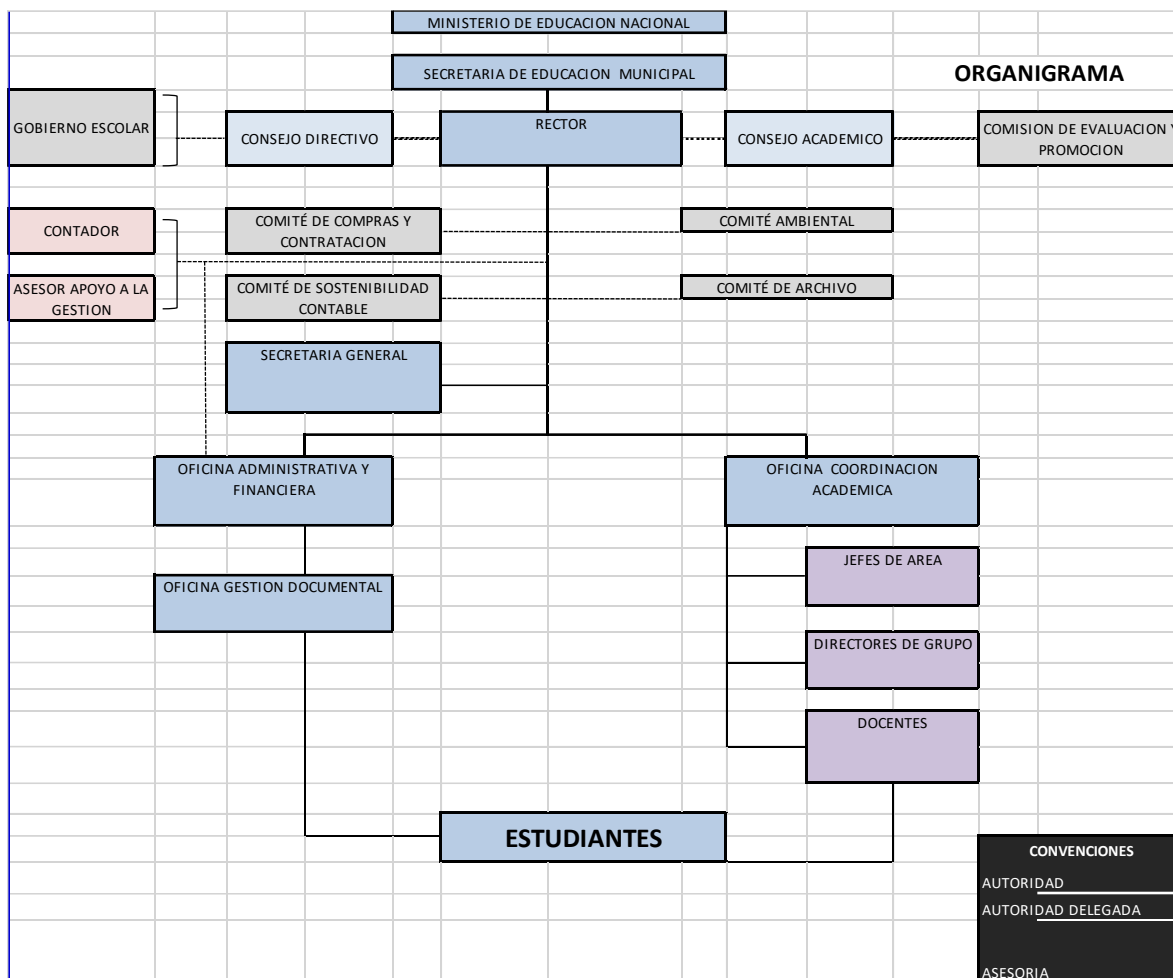 MINISTERIO DE EDUCACION NACIONAL
SECRETARIA DE EDUCACION MUNICIPAL
ORGANIGRAMA
GOBIERNO ESCOLAR
CONSEJO DIRECTIVO
RECTOR
CONSEJO ACADEMICO
COMISION DE EVALUACION Y
PROMOCION
CONTADOR
COMITÉ DE COMPRAS Y
CONTRATACION
COMITÉ AMBIENTAL
ASESOR APOYO A LA
GESTION
COMITÉ DE SOSTENIBILIDAD
CONTABLE
COMITÉ DE ARCHIVO
SECRETARIA GENERAL
OFICINA ADMINISTRATIVA Y
FINANCIERA
OFICINA COORDINACION
ACADEMICA
JEFES DE AREA
OFICINA GESTION DOCUMENTAL
DIRECTORES DE GRUPO
DOCENTES
ESTUDIANTES
CONVENCIONES
AUTORIDAD
AUTORIDAD DELEGADA
ASESORIA